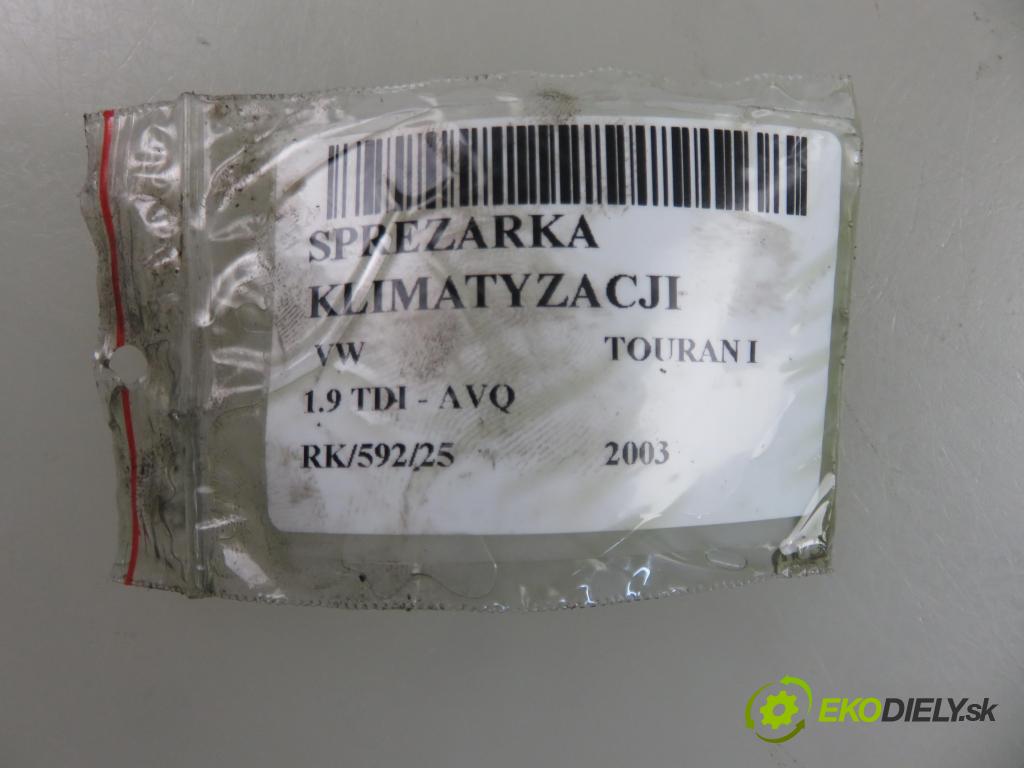 SPREZARKA
KLIMATYZACJI
VW TOURAN I
1.9 TDI - AVQ
RK/592/25 2003
EKODIELY.sk